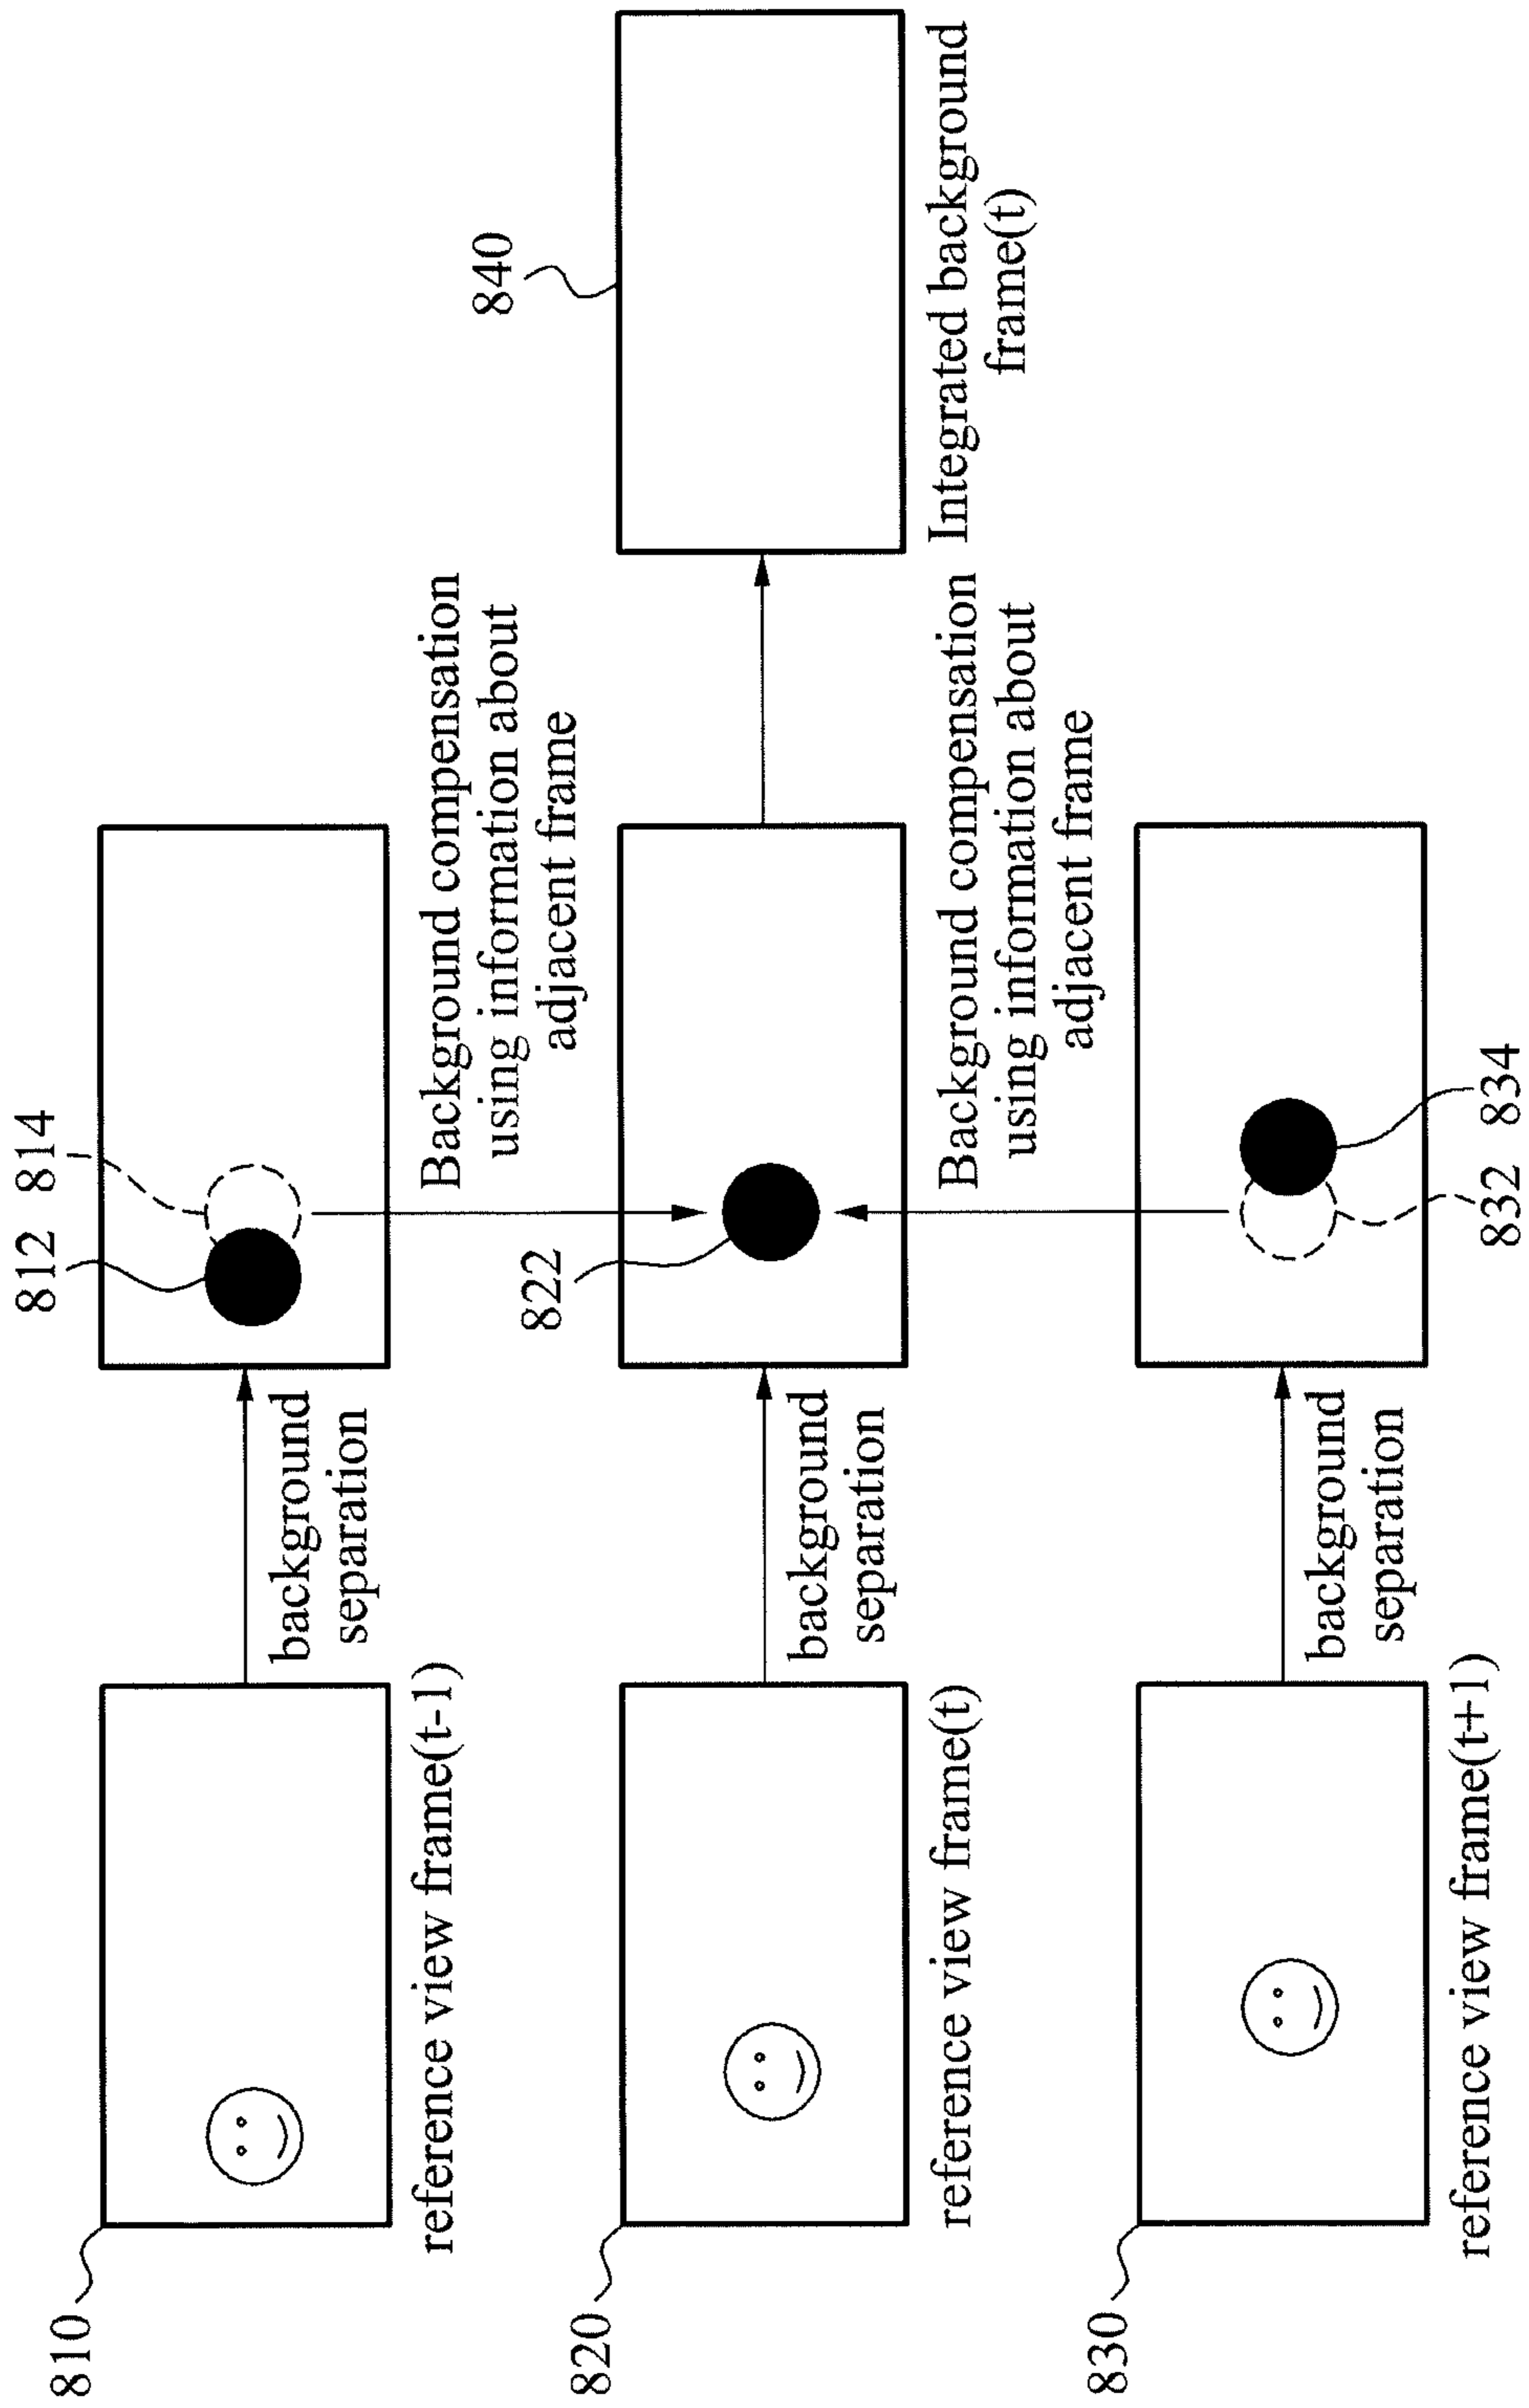 810
reference view frame(t-1)
background
separation
812
814
Background compensation
using information about
adjacent frame
820
reference view frame(t)
background
separation
822
Background compensation
using information about
adjacent frame
840
Integrated background
frame(t)
830
reference view frame(t+1)
background
separation
832
834